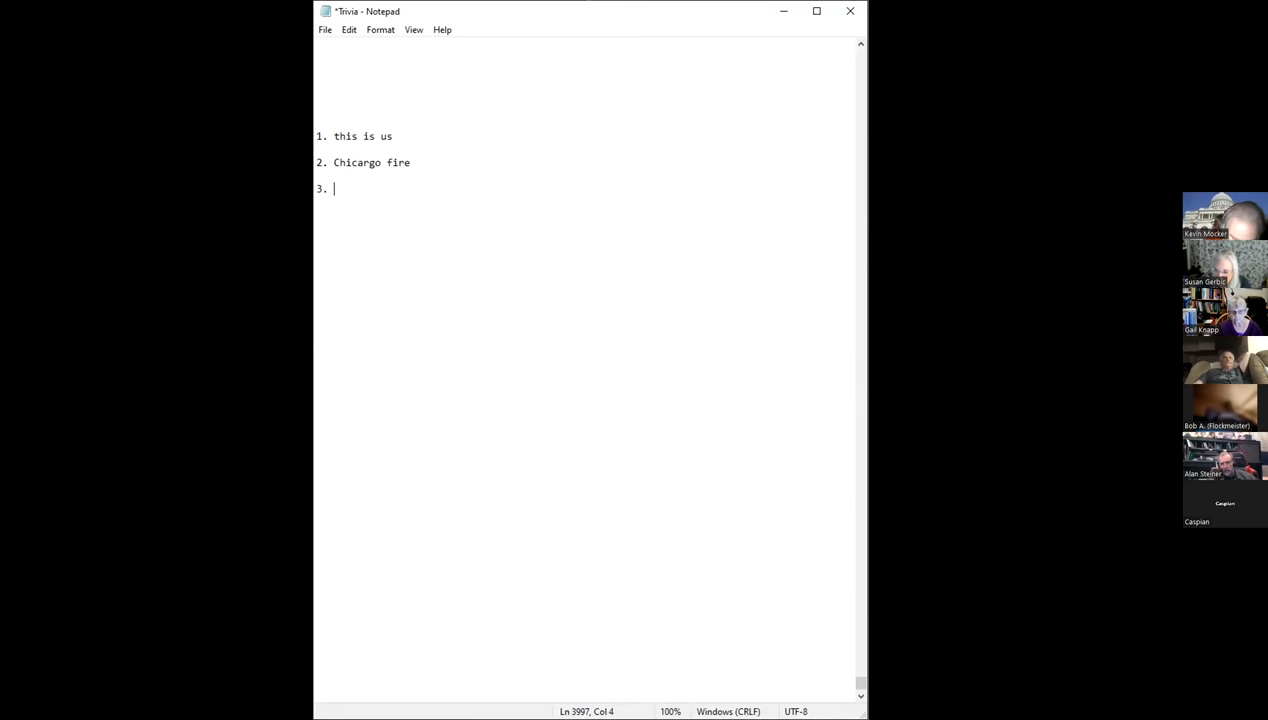 *Trivia - Notepad
File Edit Format View Help
1. this is us
2. Chicargo fire
3.
Kevin Mocker
Susan Gerbic
Gail Knapp
Bob A. (Flockmeister)
Alan Steiner
Caspian
Caspian
Ln 3997, Col 4 100% Windows (CRLF) UTF-8